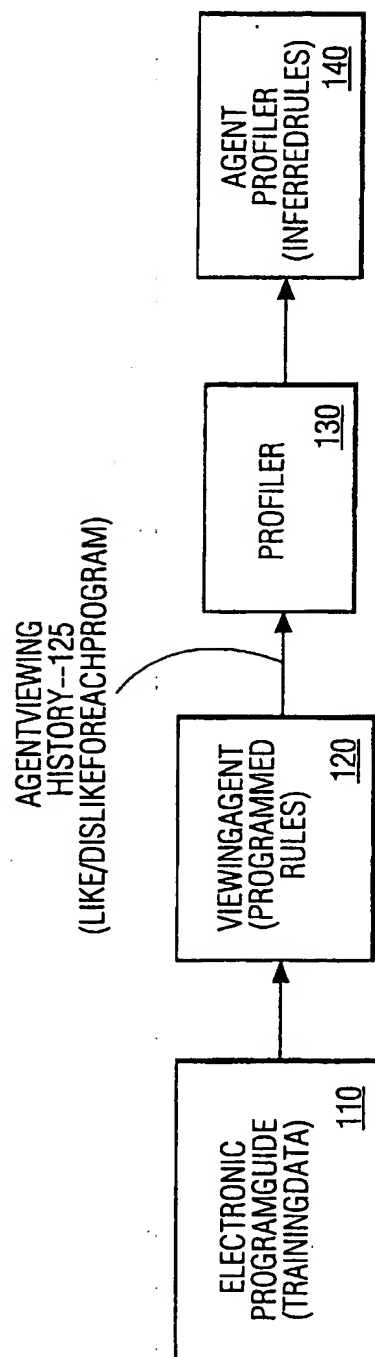 ELECTRONIC
PROGRAMGUIDE
(TRAININGDATA)
110
VIEWINGAGENT
(PROGRAMMED
RULES)
120
AGENTVIEWING
HISTORY--125
(LIKE/DISLIKEFOREACHPROGRAM)
PROFILER
130
AGENT
PROFILER
(INFERREDRULES)
140